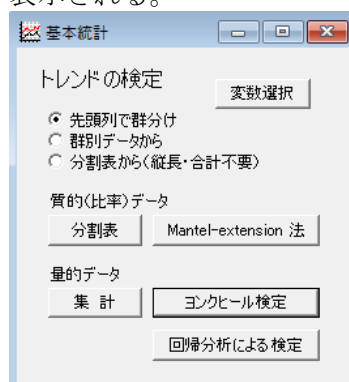 表示される。
基本統計
トレンドの検定
変数選択
先頭列で群分け
群別データから
分割表から(縦長・合計不要)
質的(比率)データ
分割表 Mantel-extension 法
量的データ
集 計 ヨンクヒール検定
回帰分析による検定